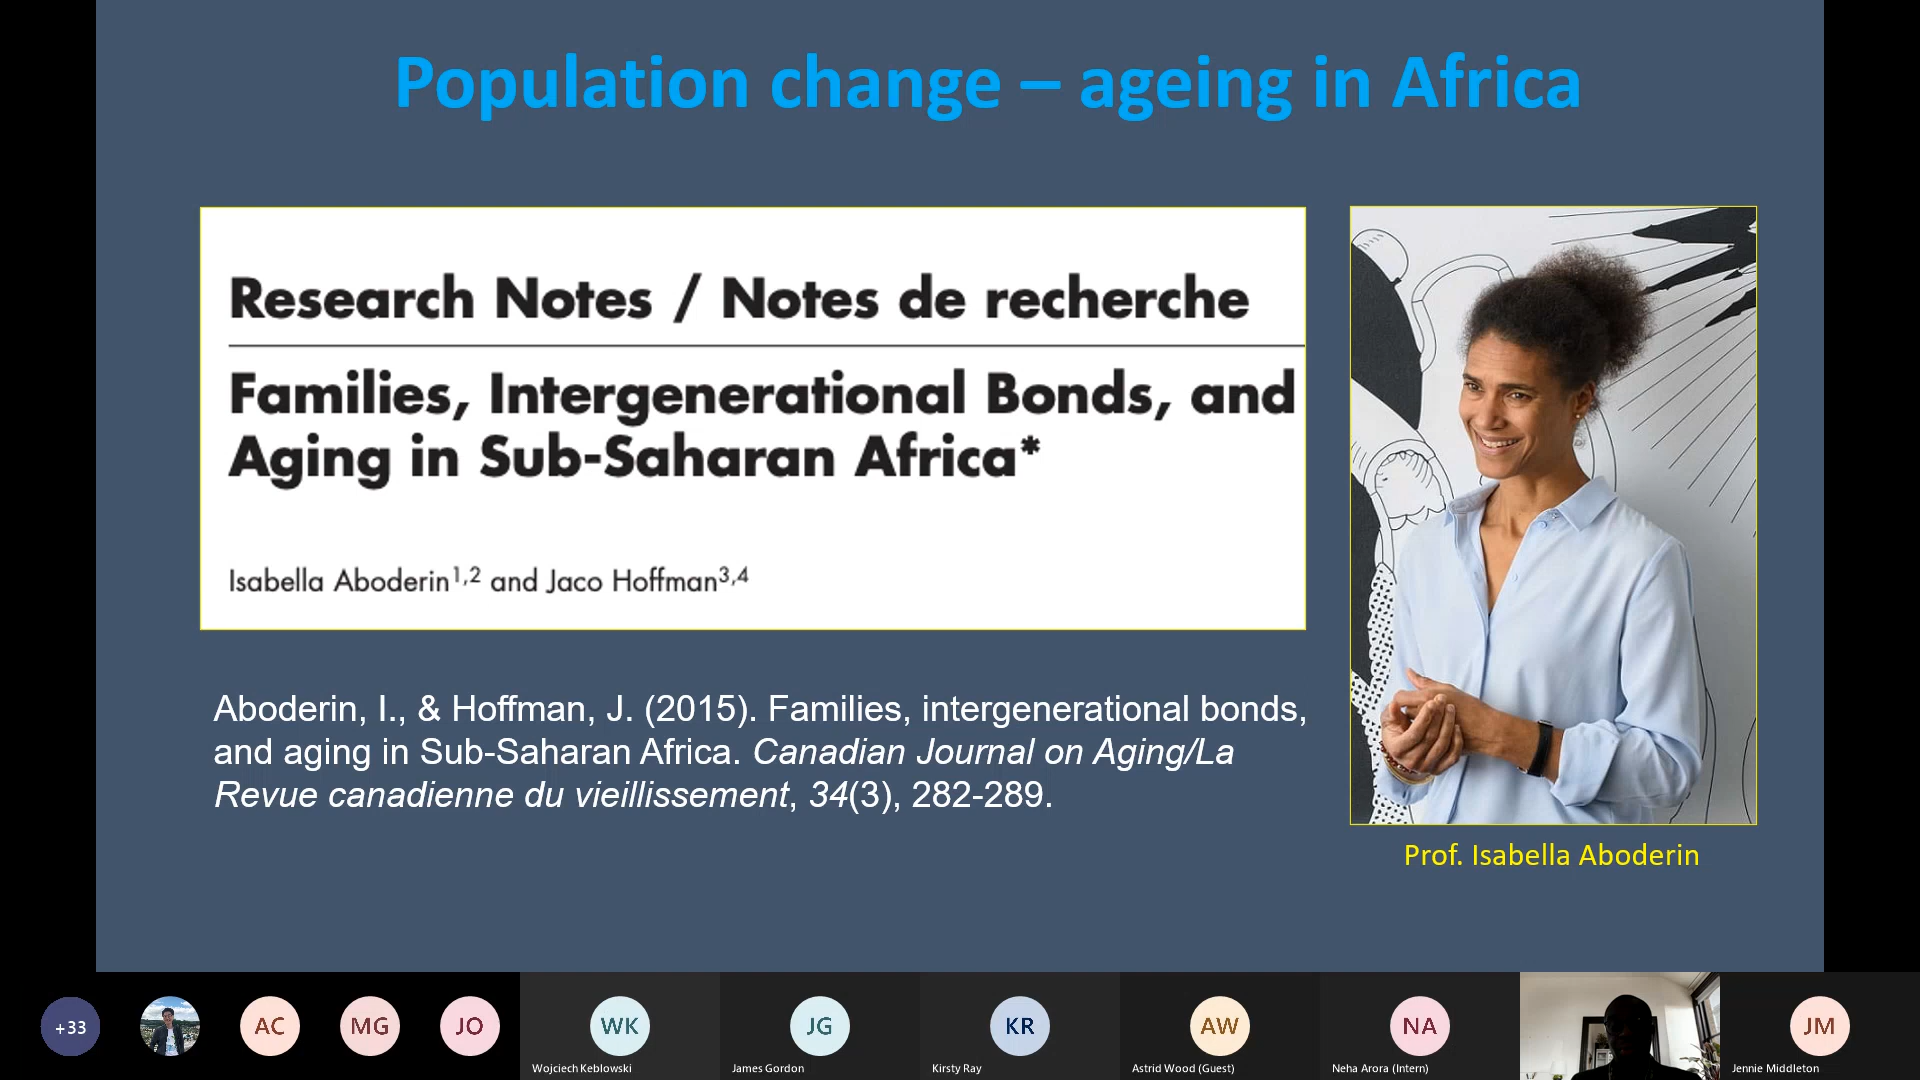 Population change – ageing in Africa
Research Notes / Notes de recherche
Families, Intergenerational Bonds, and
Aging in Sub-Saharan Africa*
Isabella Aboderin1,2 and Jaco Hoffman3,4
Aboderin, I., & Hoffman, J. (2015). Families, intergenerational bonds,
and aging in Sub-Saharan Africa. Canadian Journal on Aging/La
Revue canadienne du vieillissement, 34(3), 282-289.
Prof. Isabella Aboderin
+33
AC
MG
JO
WK
JG
KR
AW
NA
JM
Wojciech Keblowski
James Gordon
Kirsty Ray
Astrid Wood (Guest)
Neha Arora (Intern)
Jennie Middleton